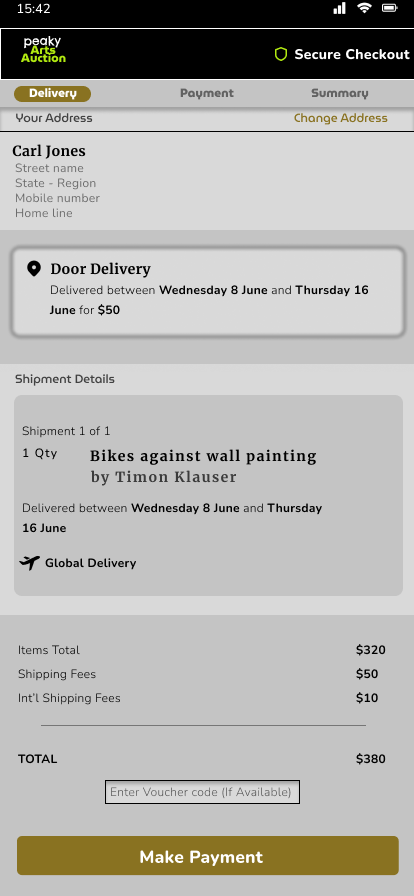 15:42
peaky
Arts
Auction
Secure Checkout
Delivery Payment Summary
Your Address Change Address
Carl Jones
Street name
State - Region
Mobile number
Home line
Door Delivery
Delivered between Wednesday 8 June and Thursday 16
June for $50
Shipment Details
Shipment 1 of 1
1 Qty Bikes against wall painting
by Timon Klauser
Delivered between Wednesday 8 June and Thursday
16 June
Global Delivery
Items Total $320
Shipping Fees $50
Int'l Shipping Fees $10
TOTAL $380
Enter Voucher code (If Available)
Make Payment